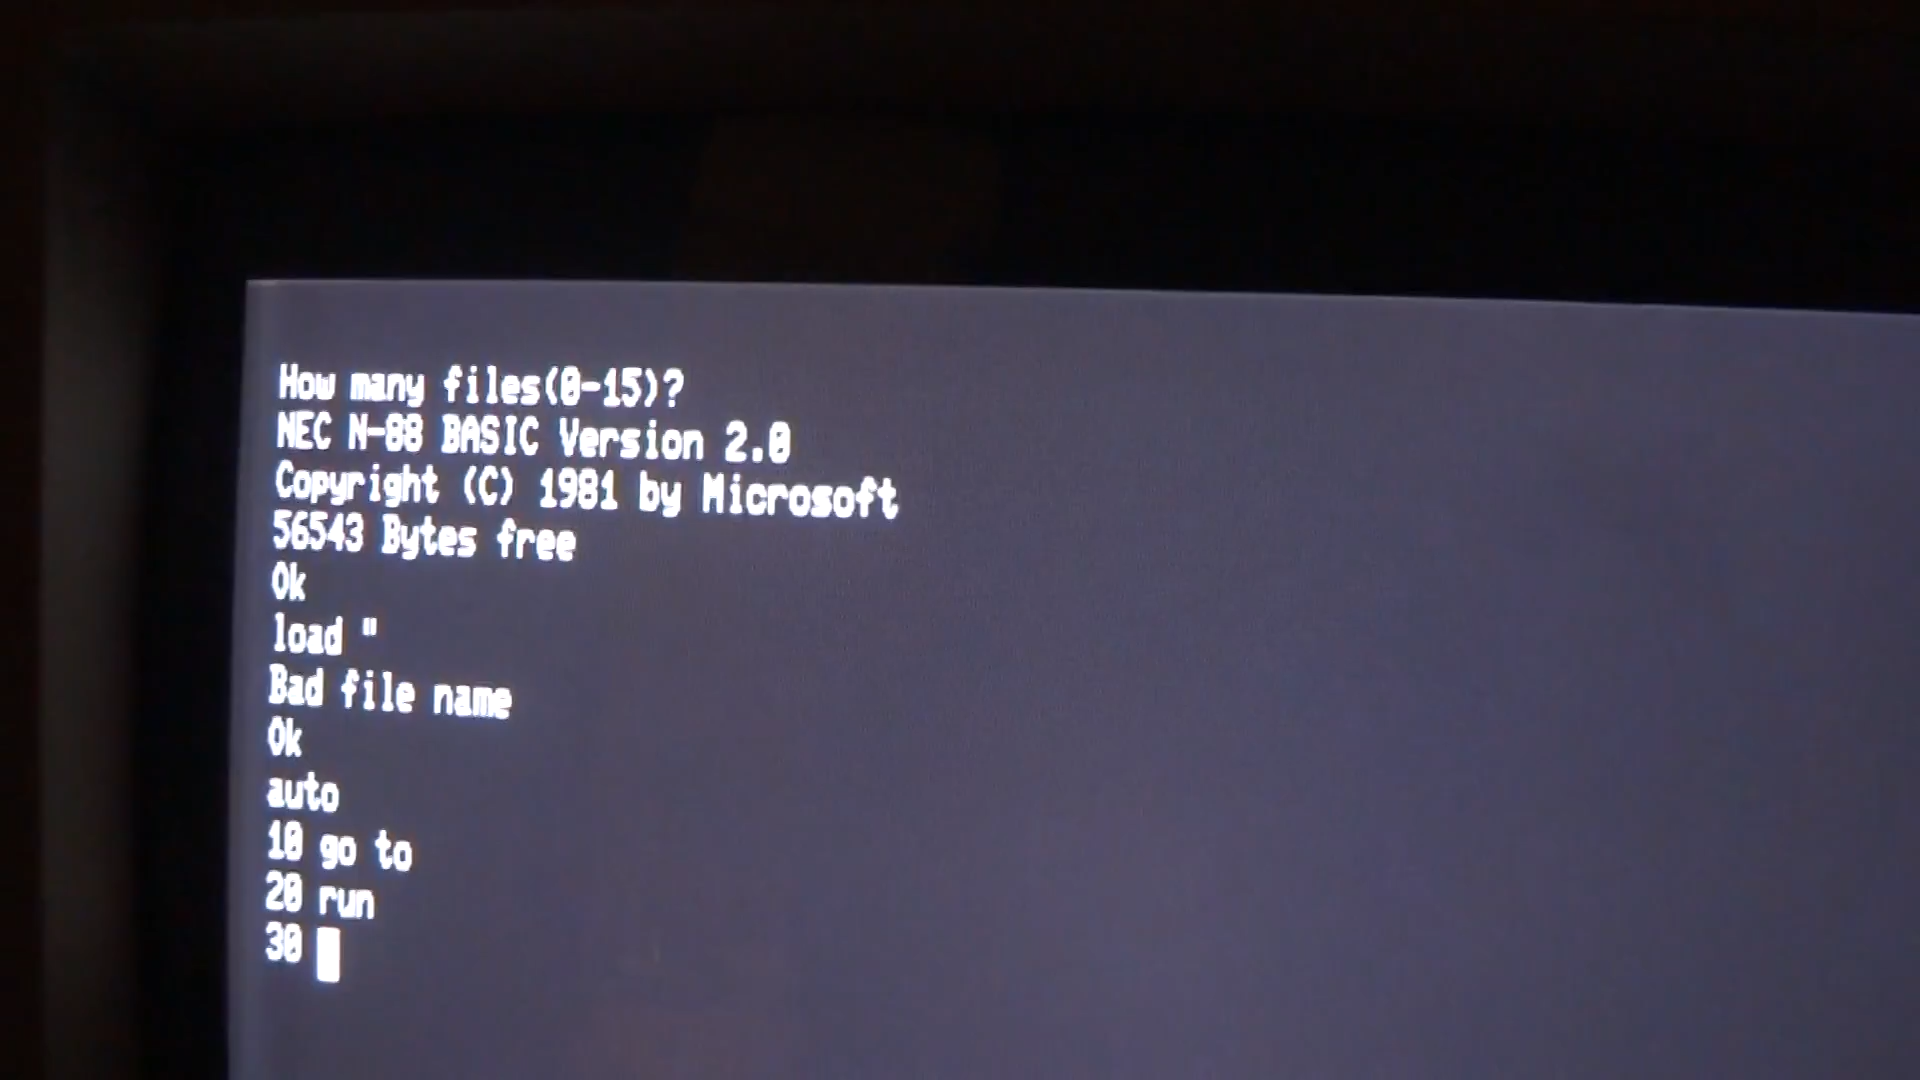 How many files(0-15)?
NEC N-88 BASIC Version 2.0
Copyright (C) 1981 by Microsoft
56543 Bytes free
Ok
load "
Bad file name
Ok
auto
10 go to
20 run
30